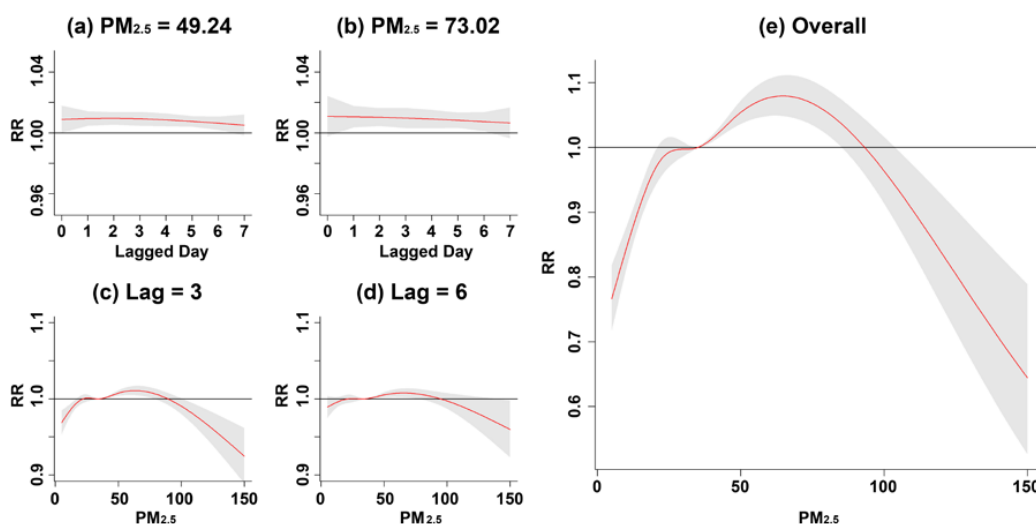 (a) PM2.5 = 49.24
RR
1.04
1.00
0.96
0 1 2 3 4 5 6 7
Lagged Day
(b) PM2.5 = 73.02
RR
1.04
1.00
0.96
0 1 2 3 4 5 6 7
Lagged Day
(c) Lag = 3
RR
1.1
1.0
0.9
0 50 100 150
PM2.5
(d) Lag = 6
RR
1.1
1.0
0.9
0 50 100 150
PM2.5
(e) Overall
RR
1.1
1.0
0.9
0.8
0.7
0.6
0 50 100 150
PM2.5